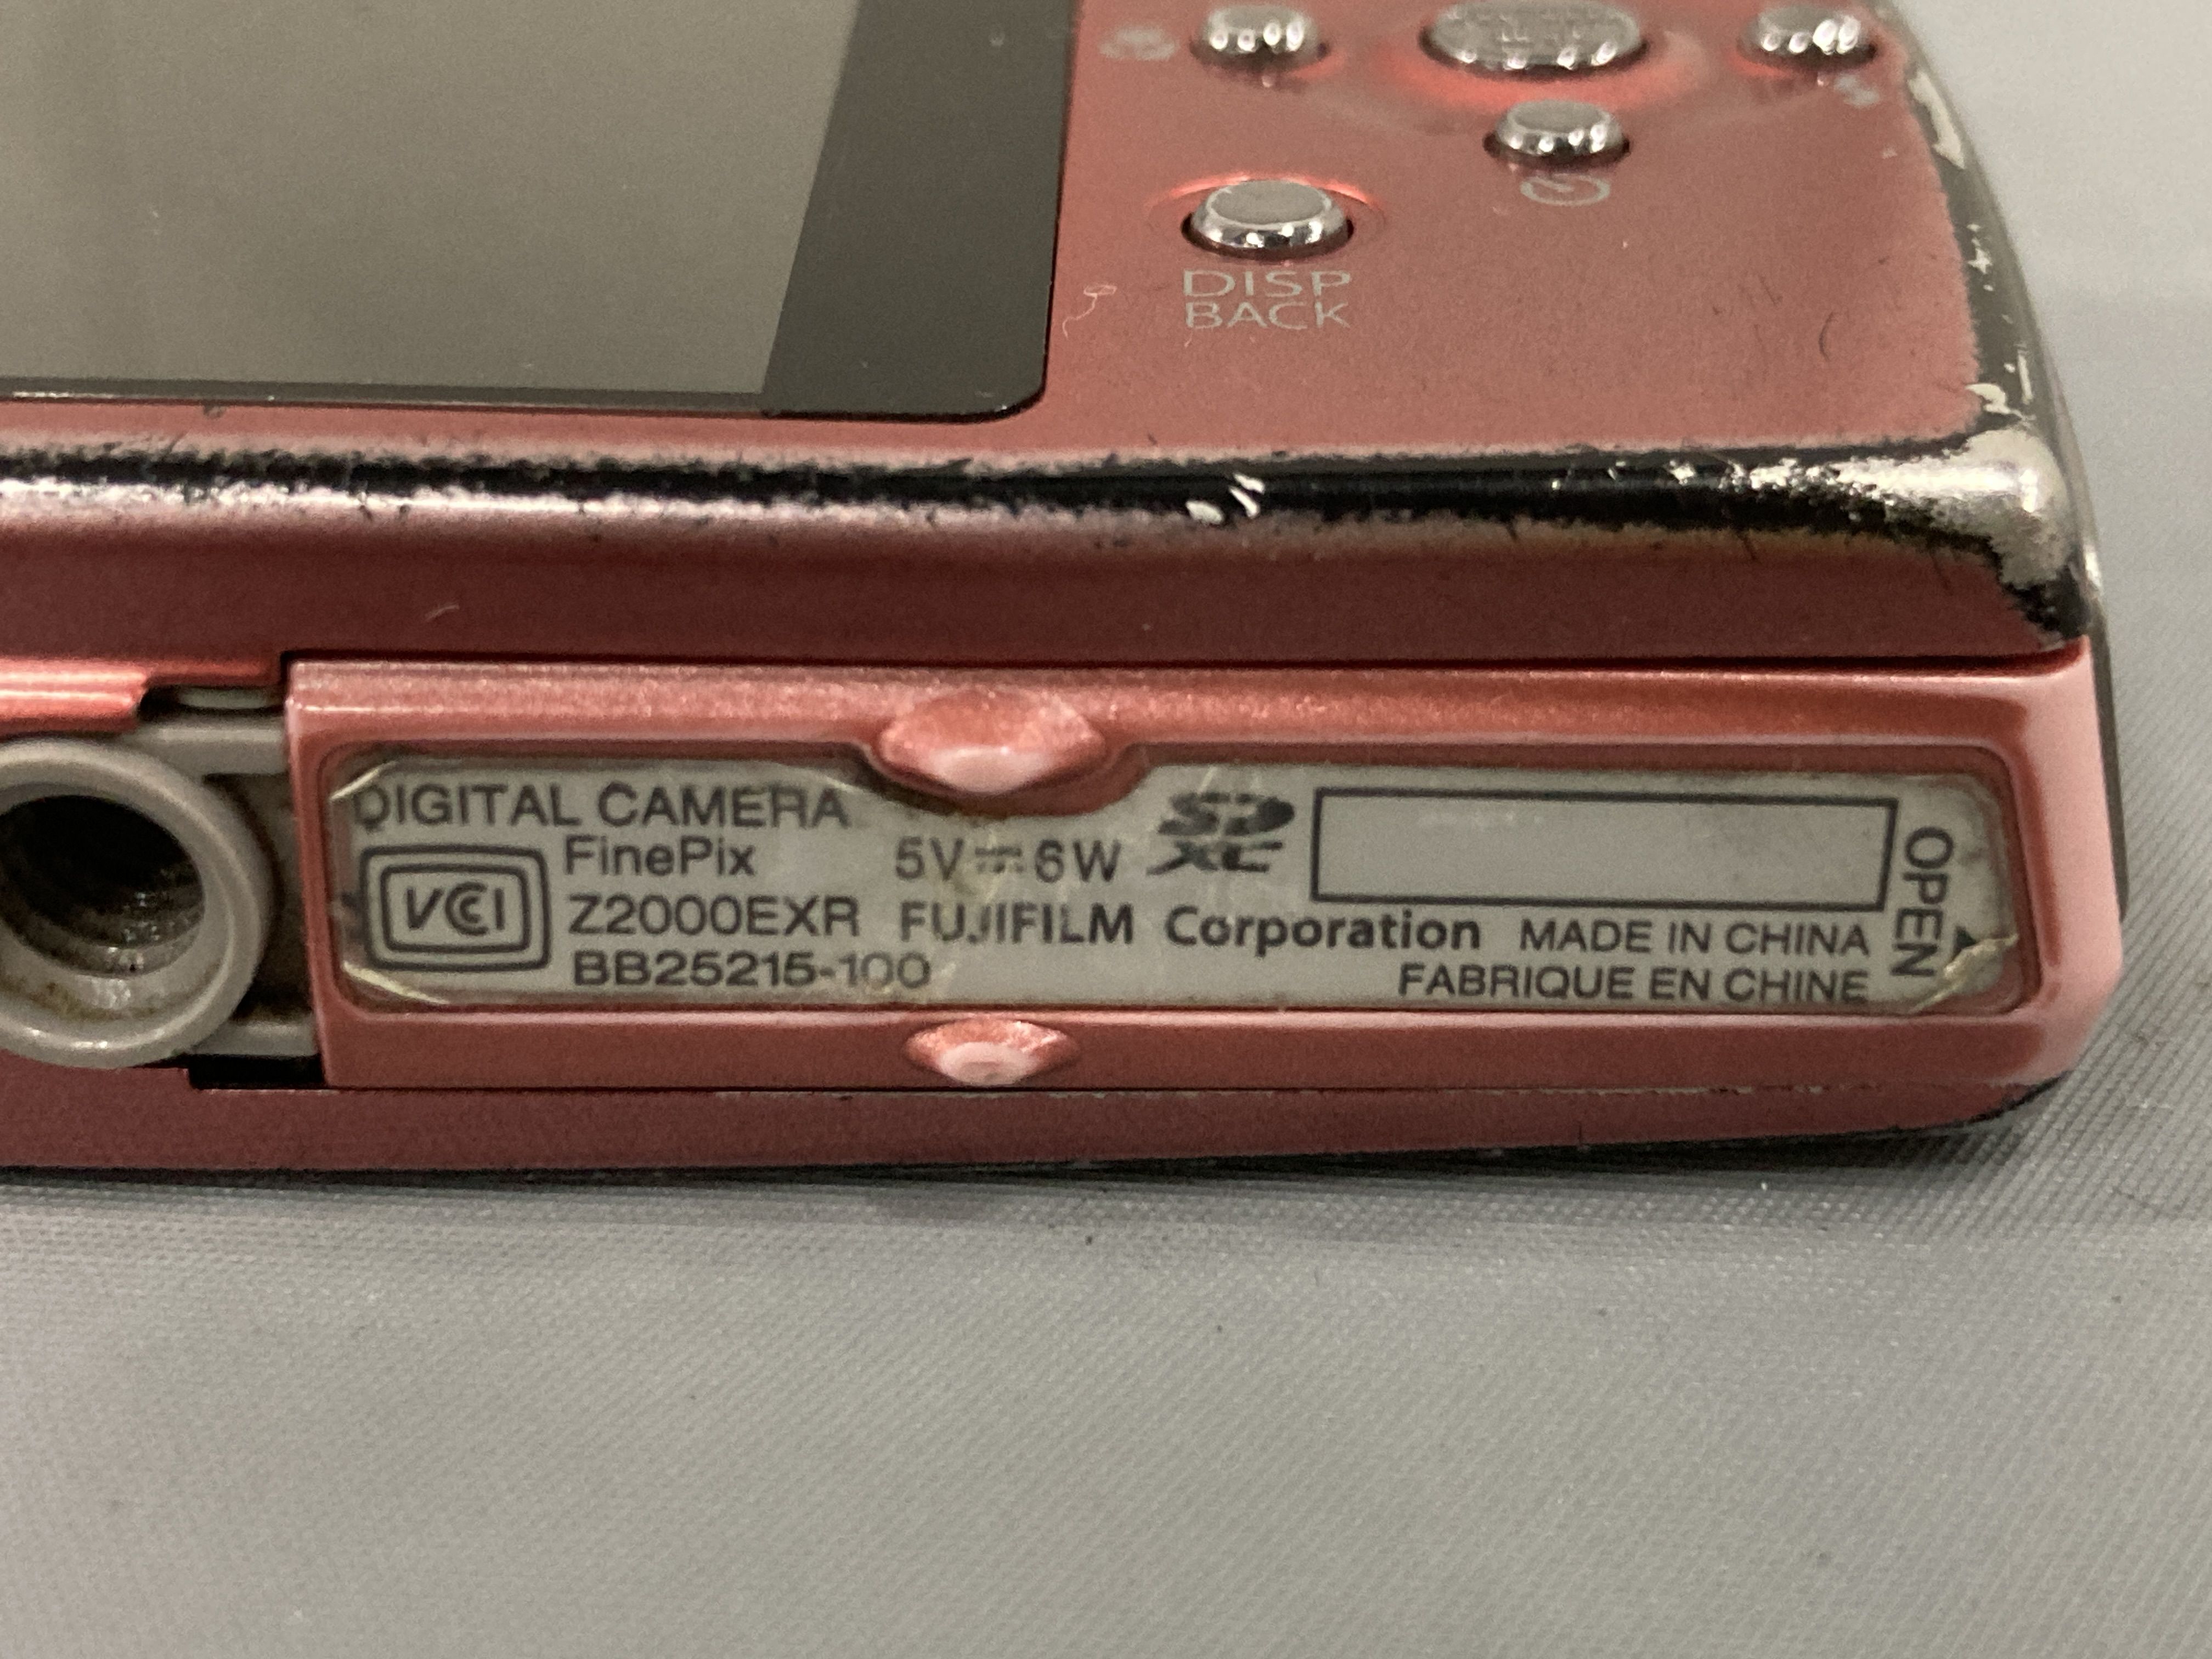 DISP
BACK
DIGITAL CAMERA
VCCI
FinePix
Z2000EXR
BB25215-100
5V⎓6W
SD
XC
FUJIFILM Corporation
MADE IN CHINA
FABRIQUE EN CHINE
OPEN